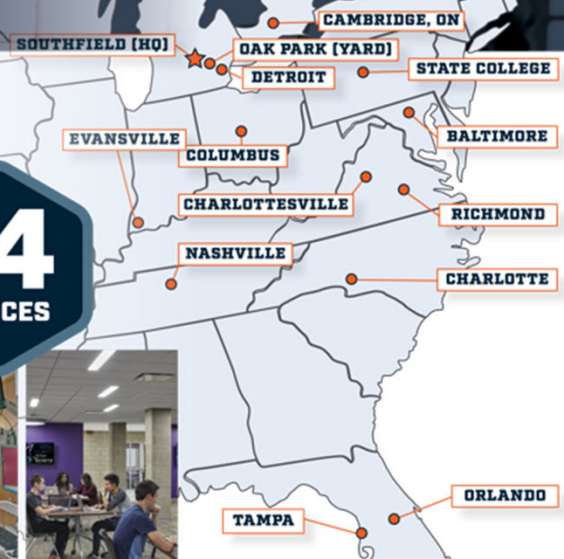 CAMBRIDGE, ON
SOUTHFIELD (HQ)
OAK PARK (YARD)
DETROIT
STATE COLLEGE
BALTIMORE
EVANSVILLE
COLUMBUS
CHARLOTTESVILLE
RICHMOND
4
CES
NASHVILLE
CHARLOTTE
ORLANDO
TAMPA